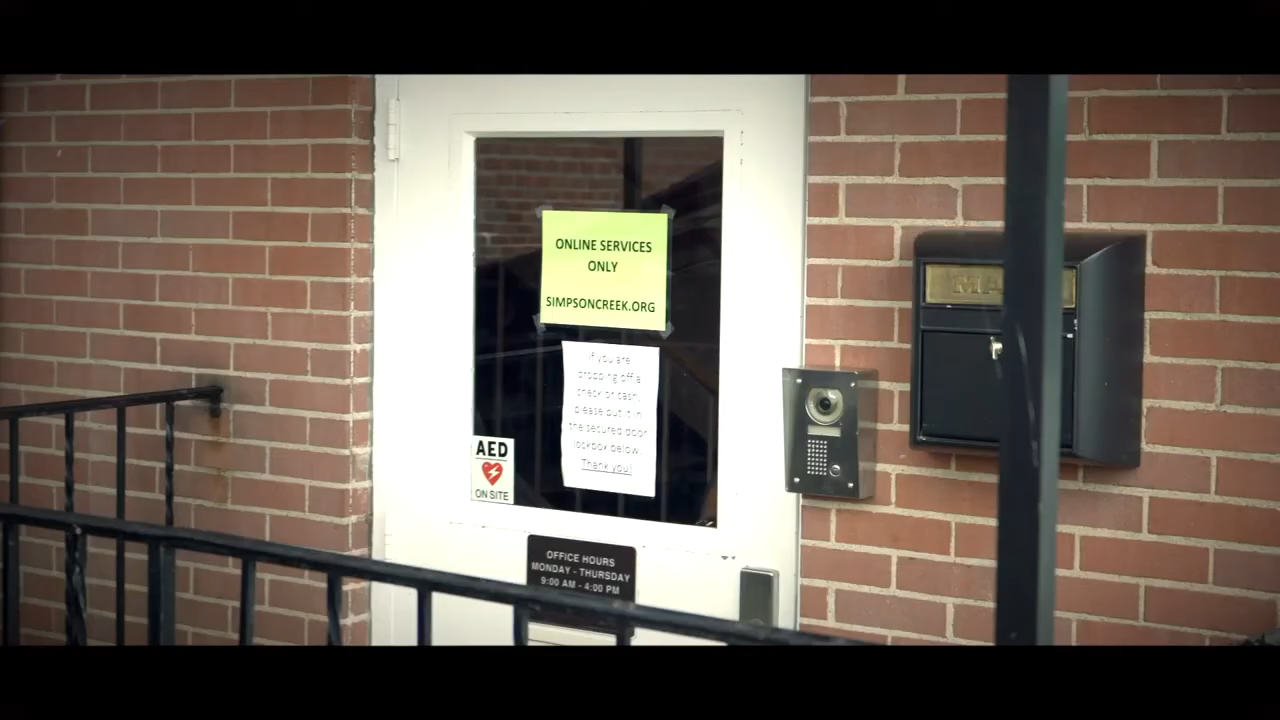 ONLINE SERVICES
ONLY
SIMPSONCREEK.ORG
If you are
dropping off a
check or cash,
please put it in
the secured door
lockbox below.
Thank you!
AED
ON SITE
OFFICE HOURS
MONDAY - THURSDAY
9:00 AM - 4:00 PM
MA